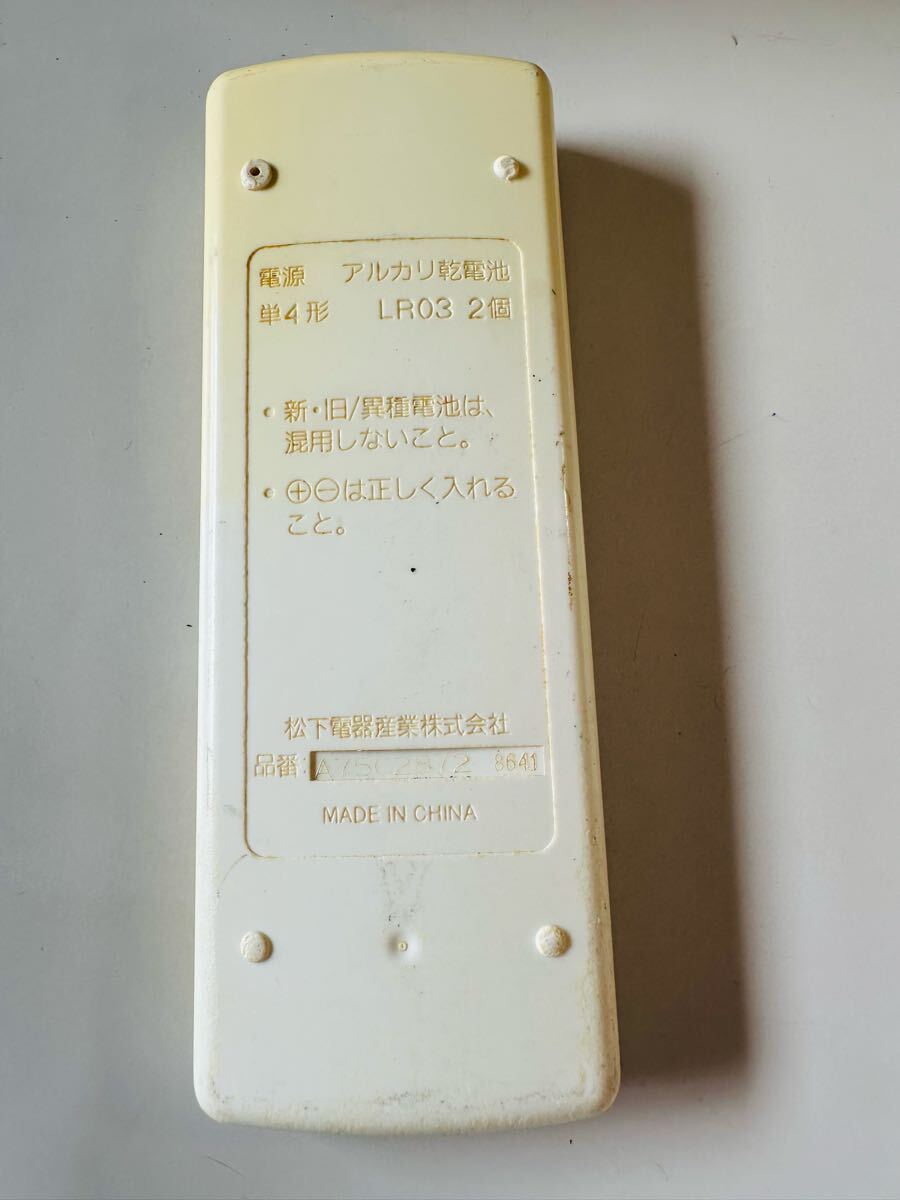 電源 アルカリ乾電池
単4形 LR03 2個
・新・旧/異種電池は、
混用しないこと。
・⊕⊖は正しく入れる
こと。
松下電器産業株式会社
品番: A75C2872 8641
MADE IN CHINA